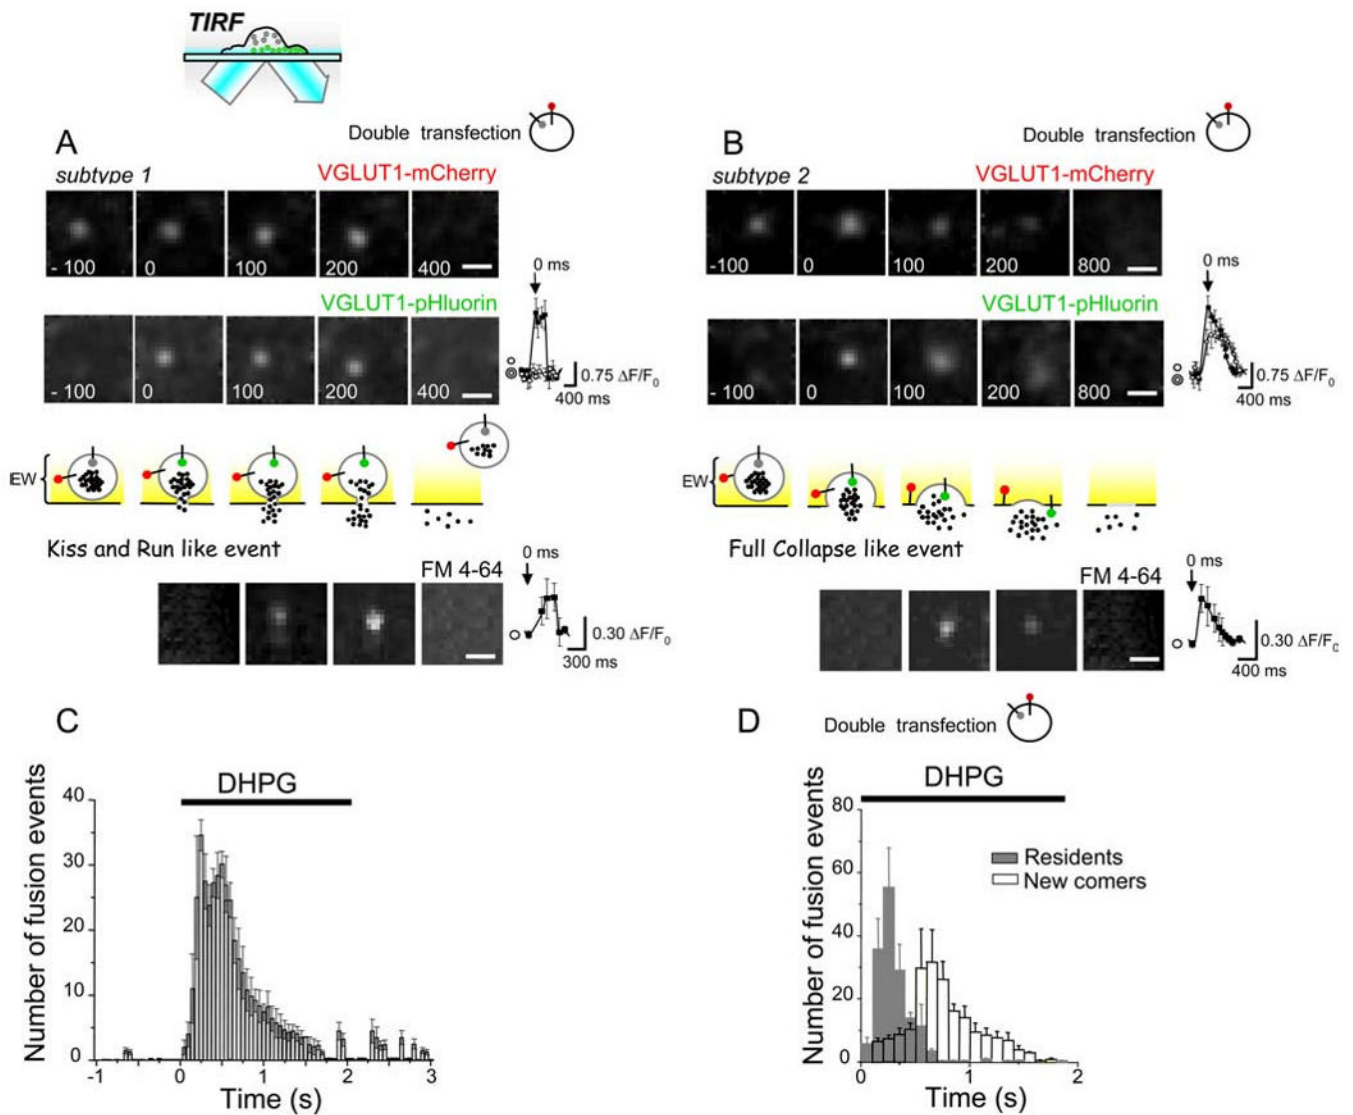 TIRF
A
Double transfection
subtype 1
VGLUT1-mCherry
- 100
0
100
200
400
0 ms
VGLUT1-pHluorin
- 100
0
100
200
400
0.75 ΔF/F0
400 ms
EW
Kiss and Run like event
0 ms
FM 4-64
0.30 ΔF/F0
300 ms
B
Double transfection
subtype 2
VGLUT1-mCherry
- 100
0
100
200
800
0 ms
VGLUT1-pHluorin
- 100
0
100
200
800
0.75 ΔF/F0
400 ms
EW
Full Collapse like event
0 ms
FM 4-64
0.30 ΔF/F0
400 ms
C
DHPG
Number of fusion events
40
30
20
10
0
-1
0
1
2
3
Time (s)
D
Double transfection
DHPG
Number of fusion events
80
60
40
20
0
Residents
New comers
0
1
2
Time (s)